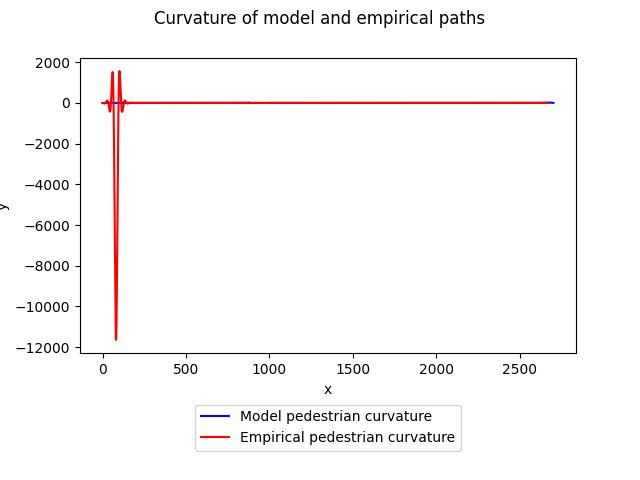 Curvature of model and empirical paths
2000
0
−2000
−4000
−6000
−8000
−10000
−12000
y
0 500 1000 1500 2000 2500
x
Model pedestrian curvature
Empirical pedestrian curvature